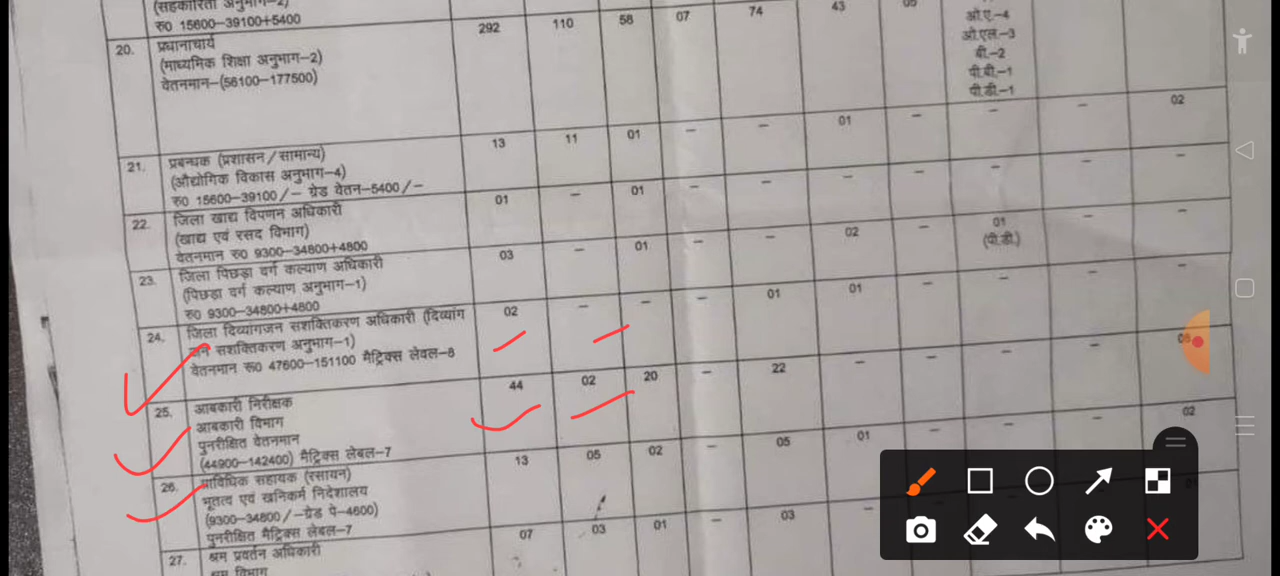 (सहकारिता अनुभाग-2)
रु0 15600-39100+5400
20. प्रधानाचार्य 292 110 58 07 74 43 05
(माध्यमिक शिक्षा अनुभाग-2)
वेतनमान-(56100-177500)
ओ.ए.-4
ओ.एल.-3
बी.-2
पी.बी.-1
पी.डी.-1
21. प्रबन्धक (प्रशासन/सामान्य) 13 11 01 - - 01 - - - 02
(औद्योगिक विकास अनुभाग-4)
रु0 15600-39100/- ग्रेड वेतन-5400/-
22. जिला खाद्य विपणन अधिकारी 01 - 01 - - - - - - -
(खाद्य एवं रसद विभाग)
वेतनमान रु0 9300-34800+4800
23. जिला पिछड़ा वर्ग कल्याण अधिकारी 03 - 01 - - 02 - 01 - -
(पी.डी.)
(पिछड़ा वर्ग कल्याण अनुभाग-1)
रु0 9300-34800+4800
24. जिला दिव्यांगजन सशक्तिकरण अधिकारी (दिव्यांग 02 - - - 01 01 - - - -
जन सशक्तिकरण अनुभाग-1)
वेतनमान रू0 47600-151100 मैट्रिक्स लेवल-8
25. आबकारी निरीक्षक 44 02 20 - 22 - - - -
आबकारी विभाग
पुनरीक्षित वेतनमान
(44900-142400) मैट्रिक्स लेबल-7
26. प्राविधिक सहायक (रसायन) 13 05 02 - 05 01 - 02
भूतत्व एवं खनिकर्म निदेशालय
(9300-34800/-ग्रेड पे-4600)
पुनरीक्षित मैट्रिक्स लेबल-7
27. श्रम प्रवर्तन अधिकारी 07 03 01 - 03
श्रम विभाग